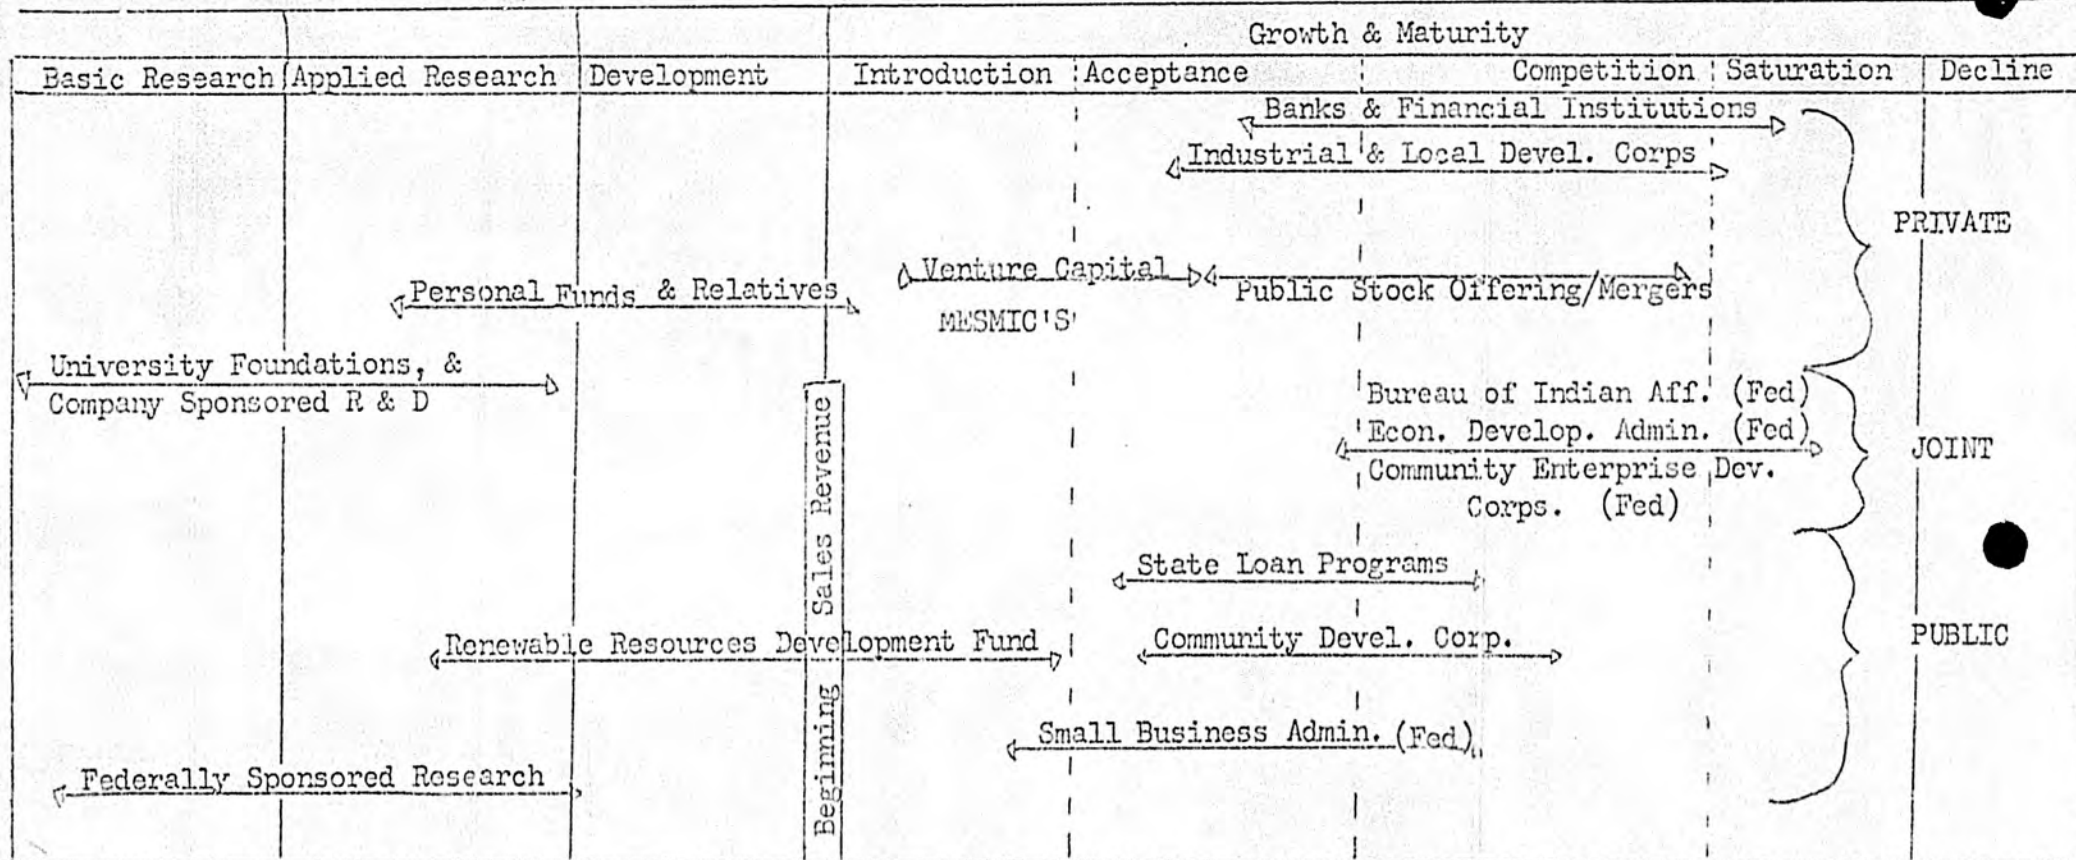 Growth & Maturity
Basic Research Applied Research Development Introduction Acceptance Competition Saturation Decline
Banks & Financial Institutions
Industrial & Local Devel. Corps
PRIVATE
Venture Capital
Public Stock Offering/Mergers
Personal Funds & Relatives
MESMIC'S
University Foundations, &
Company Sponsored R & D
Bureau of Indian Aff. (Fed)
Econ. Develop. Admin. (Fed)
JOINT
Community Enterprise Dev.
Corps. (Fed)
Beginning Sales Revenue
State Loan Programs
Renewable Resources Development Fund
Community Devel. Corp.
PUBLIC
Small Business Admin. (Fed)
Federally Sponsored Research